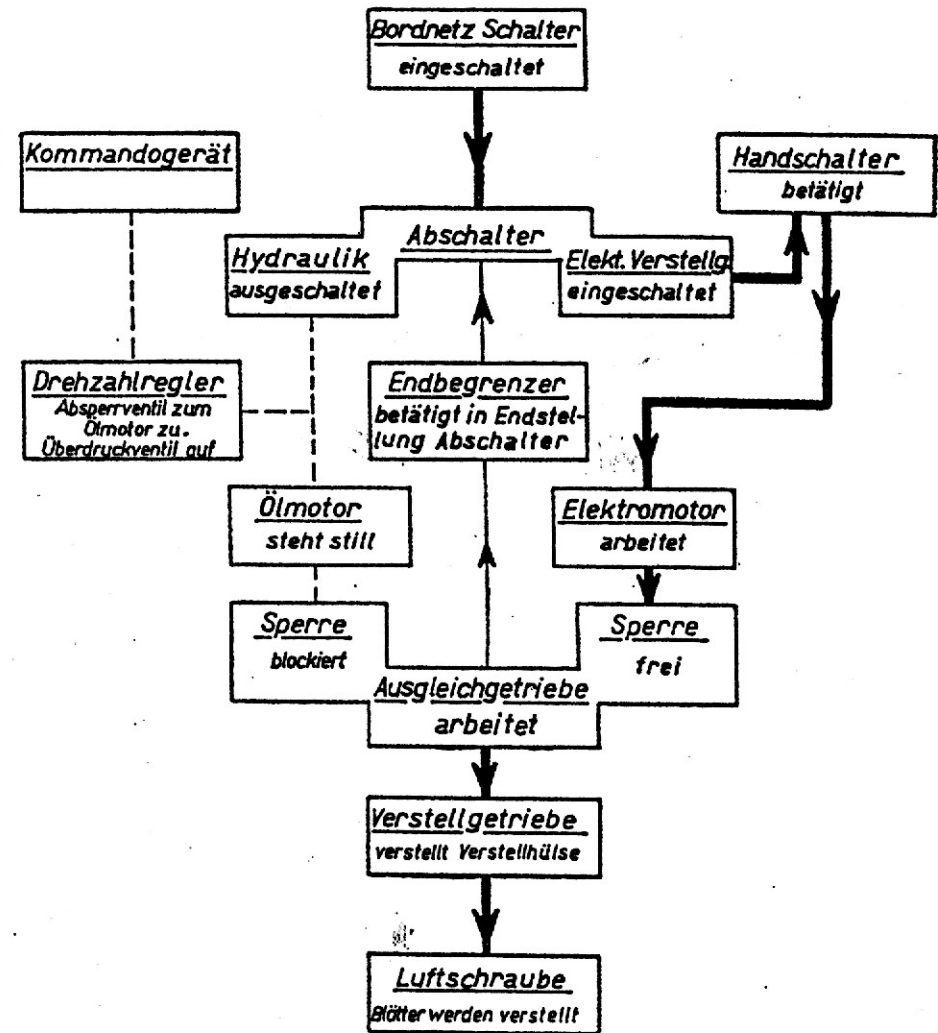 Bordnetz Schalter
eingeschaltet
Kommandogerät
Handschalter
betätigt
Abschalter
Hydraulik
ausgeschaltet
Elekt. Verstellg
eingeschaltet
Drehzahlregler
Absperrventil zum
Ölmotor zu.
Überdruckventil auf
Endbegrenzer
betätigt in Endstel-
lung Abschalter
Ölmotor
steht still
Elektromotor
arbeitet
Sperre
blockiert
Sperre
frei
Ausgleichgetriebe
arbeitet
Verstellgetriebe
verstellt Verstellhülse
Luftschraube
Blätter werden verstellt